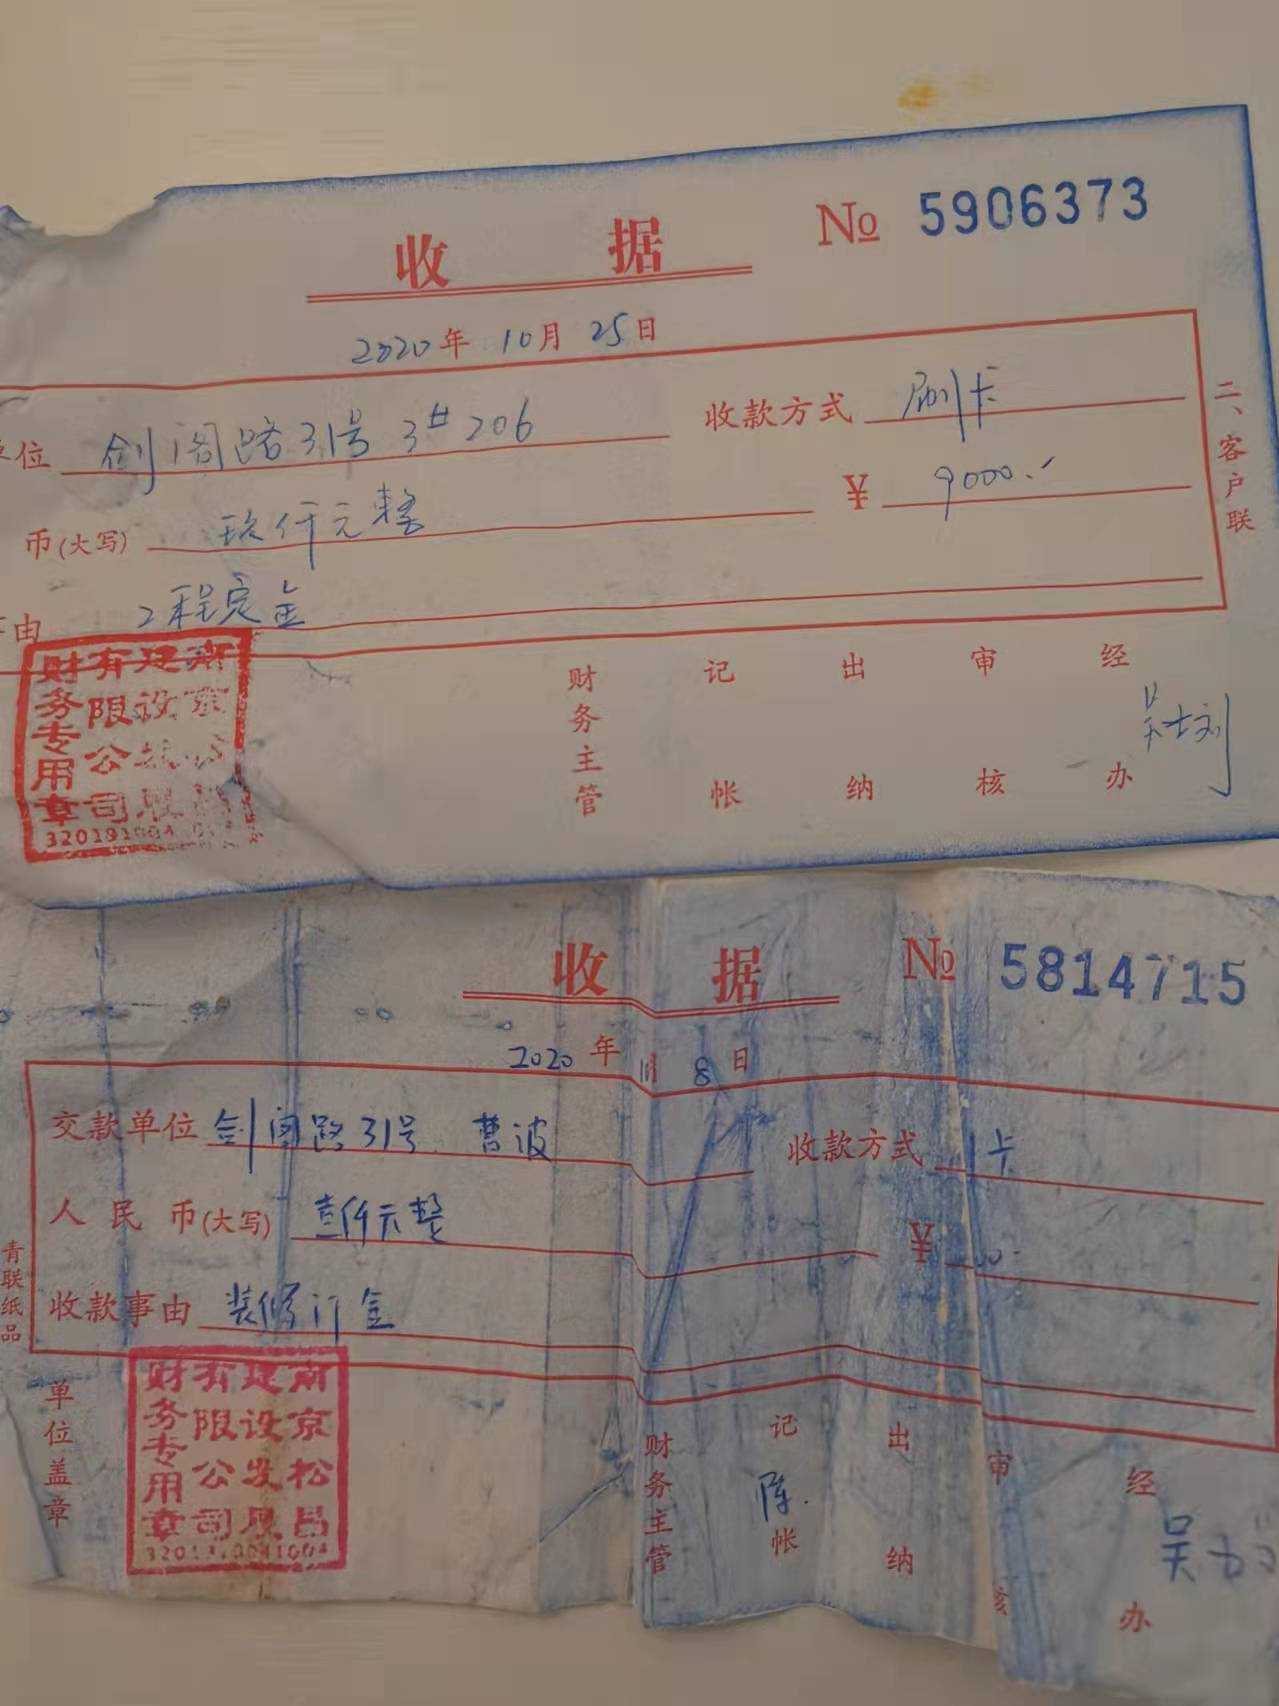 收 据 № 5906373
2020年 10月 25日
位 剑阁路31号 3# 206 收款方式 刷卡
币(大写) 玖仟元整 ¥ 9000.-
由 工程定金
二、客户联
财务主管 记帐 出纳 审核 经办
南京
建设
有限公司
财务专用章
收 据 № 5814715
2020年 月 8日
交款单位 剑阁路31号 曹波 收款方式 卡
人民币(大写) 壹仟元整 ¥
收款事由 装修订金
青联纸品
单位盖章
财务主管 记帐 陈. 出纳 审核 经办 吴
南京松昌
建设发展
有限公司
财务专用章